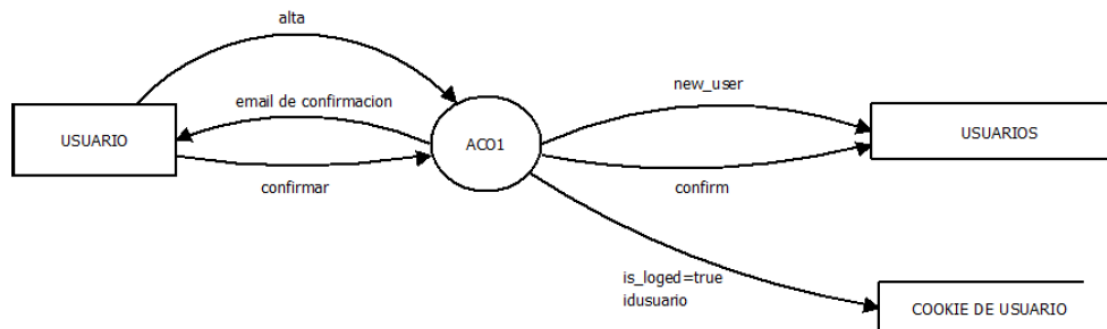 alta
new_user
email de confirmacion
USUARIO
ACO1
USUARIOS
confirmar
confirm
is_loged=true
idusuario
COOKIE DE USUARIO